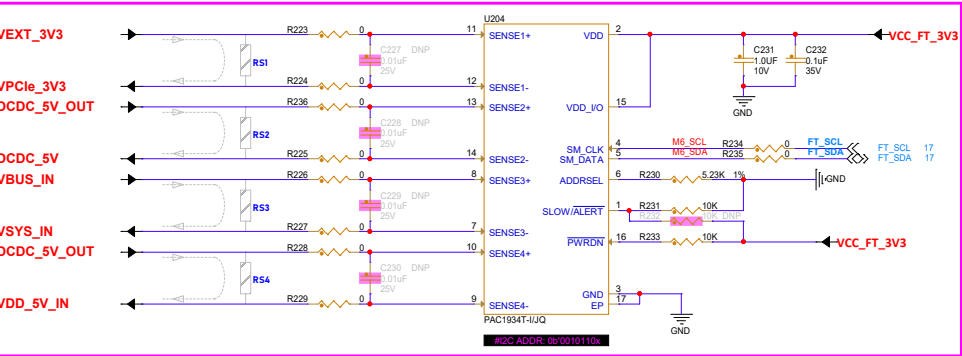 U204
VEXT_3V3 R223 0 11 SENSE1+ VDD 2 VCC_FT_3V3
C227 DNP
0.01uF
25V
RS1
C231
1.0UF
10V
C232
0.1uF
35V
GND
VPCIe_3V3 R224 0 12 SENSE1-
DCDC_5V_OUT R236 0 13 SENSE2+ VDD_I/O 15
C228 DNP
0.01uF
25V
RS2
SM_CLK 4 M6_SCL R234 0 FT_SCL FT_SCL 17
DCDC_5V R225 0 14 SENSE2- SM_DATA 5 M6_SDA R235 0 FT_SDA FT_SDA 17
VBUS_IN R226 0 8 SENSE3+ ADDRSEL 6 R230 5.23K 1% GND
C229 DNP
0.01uF
25V
RS3
SLOW/ALERT 1 R231 10K
R232 10K_DNP
VSYS_IN R227 0 7 SENSE3-
PWRDN 16 R233 10K VCC_FT_3V3
DCDC_5V_OUT R228 0 10 SENSE4+
C230 DNP
0.01uF
25V
RS4
GND 3
VDD_5V_IN R229 0 9 SENSE4- EP 17
GND
PAC1934T-I/JQ
#I2C ADDR: 0b'0010110x